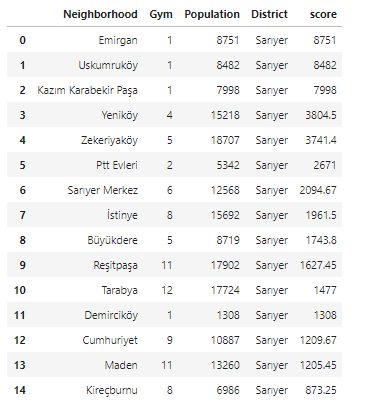 Neighborhood Gym Population District score
0 Emirgan 1 8751 Sarıyer 8751
1 Uskumruköy 1 8482 Sarıyer 8482
2 Kazım Karabekir Paşa 1 7998 Sarıyer 7998
3 Yeniköy 4 15218 Sarıyer 3804.5
4 Zekeriyaköy 5 18707 Sarıyer 3741.4
5 Ptt Evleri 2 5342 Sarıyer 2671
6 Sarıyer Merkez 6 12568 Sarıyer 2094.67
7 İstinye 8 15692 Sarıyer 1961.5
8 Büyükdere 5 8719 Sarıyer 1743.8
9 Reşitpaşa 11 17902 Sarıyer 1627.45
10 Tarabya 12 17724 Sarıyer 1477
11 Demirciköy 1 1308 Sarıyer 1308
12 Cumhuriyet 9 10887 Sarıyer 1209.67
13 Maden 11 13260 Sarıyer 1205.45
14 Kireçburnu 8 6986 Sarıyer 873.25